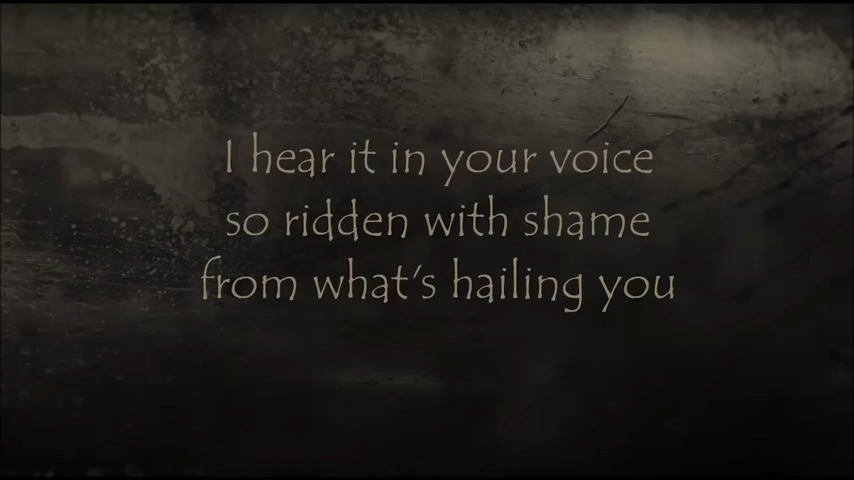 I hear it in your voice
so ridden with shame
from what's hailing you